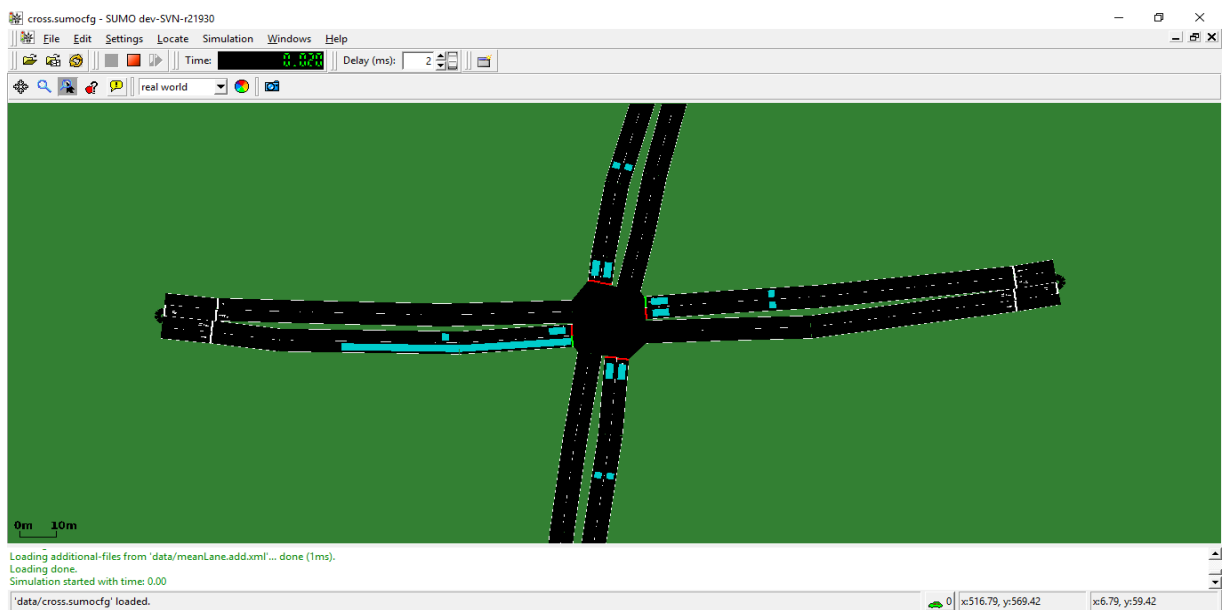 cross.sumocfg - SUMO dev-SVN-r21930
File Edit Settings Locate Simulation Windows Help
Time: 0.020 Delay (ms): 2
real world
0m 10m
Loading additional-files from 'data/meanLane.add.xml'... done (1ms).
Loading done.
Simulation started with time: 0.00
'data/cross.sumocfg' loaded. 0 x:516.79, y:569.42 x:6.79, y:59.42